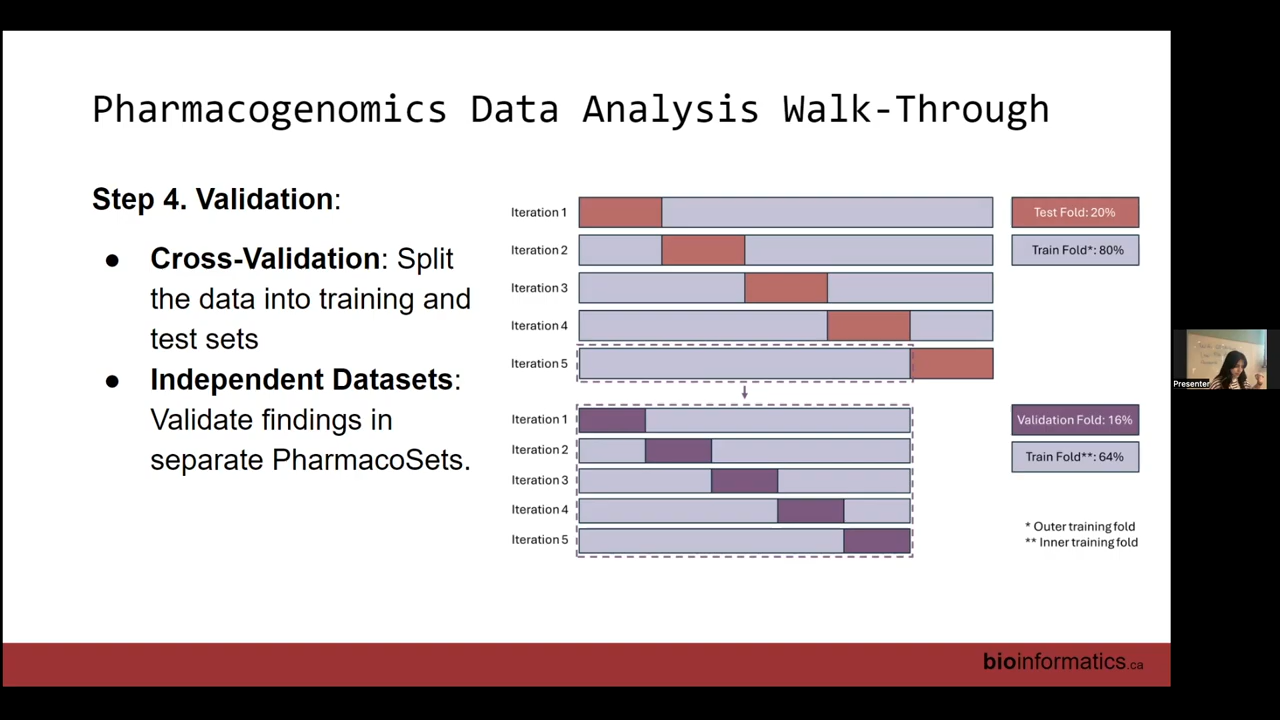 Pharmacogenomics Data Analysis Walk-Through
Step 4. Validation:
● Cross-Validation: Split
the data into training and
test sets
● Independent Datasets:
Validate findings in
separate PharmacoSets.
Iteration 1
Iteration 2
Iteration 3
Iteration 4
Iteration 5
Test Fold: 20%
Train Fold*: 80%
Iteration 1
Iteration 2
Iteration 3
Iteration 4
Iteration 5
Validation Fold: 16%
Train Fold**: 64%
* Outer training fold
** Inner training fold
Presenter
bioinformatics.ca